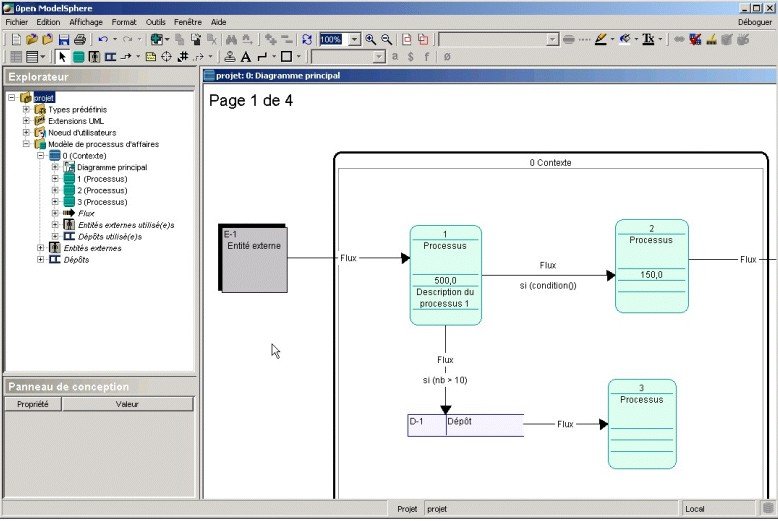 Open ModelSphere
Fichier Edition Affichage Format Outils Fenêtre Aide Déboguer
100%
Explorateur
projet: 0: Diagramme principal
projet
Types prédéfinis
Extensions UML
Noeud d'utilisateurs
Modèle de processus d'affaires
0 (Contexte)
Diagramme principal
1 (Processus)
2 (Processus)
3 (Processus)
Flux
Entités externes utilisé(e)s
Dépôts utilisé(e)s
Entités externes
Dépôts
Page 1 de 4
0 Contexte
E-1
Entité externe
Flux
1
Processus
500,0
Description du
processus 1
Flux
si (condition())
2
Processus
150,0
Flux
Flux
si (nb > 10)
D-1 Dépôt
Flux
3
Processus
Panneau de conception
Propriété Valeur
Projet projet Local